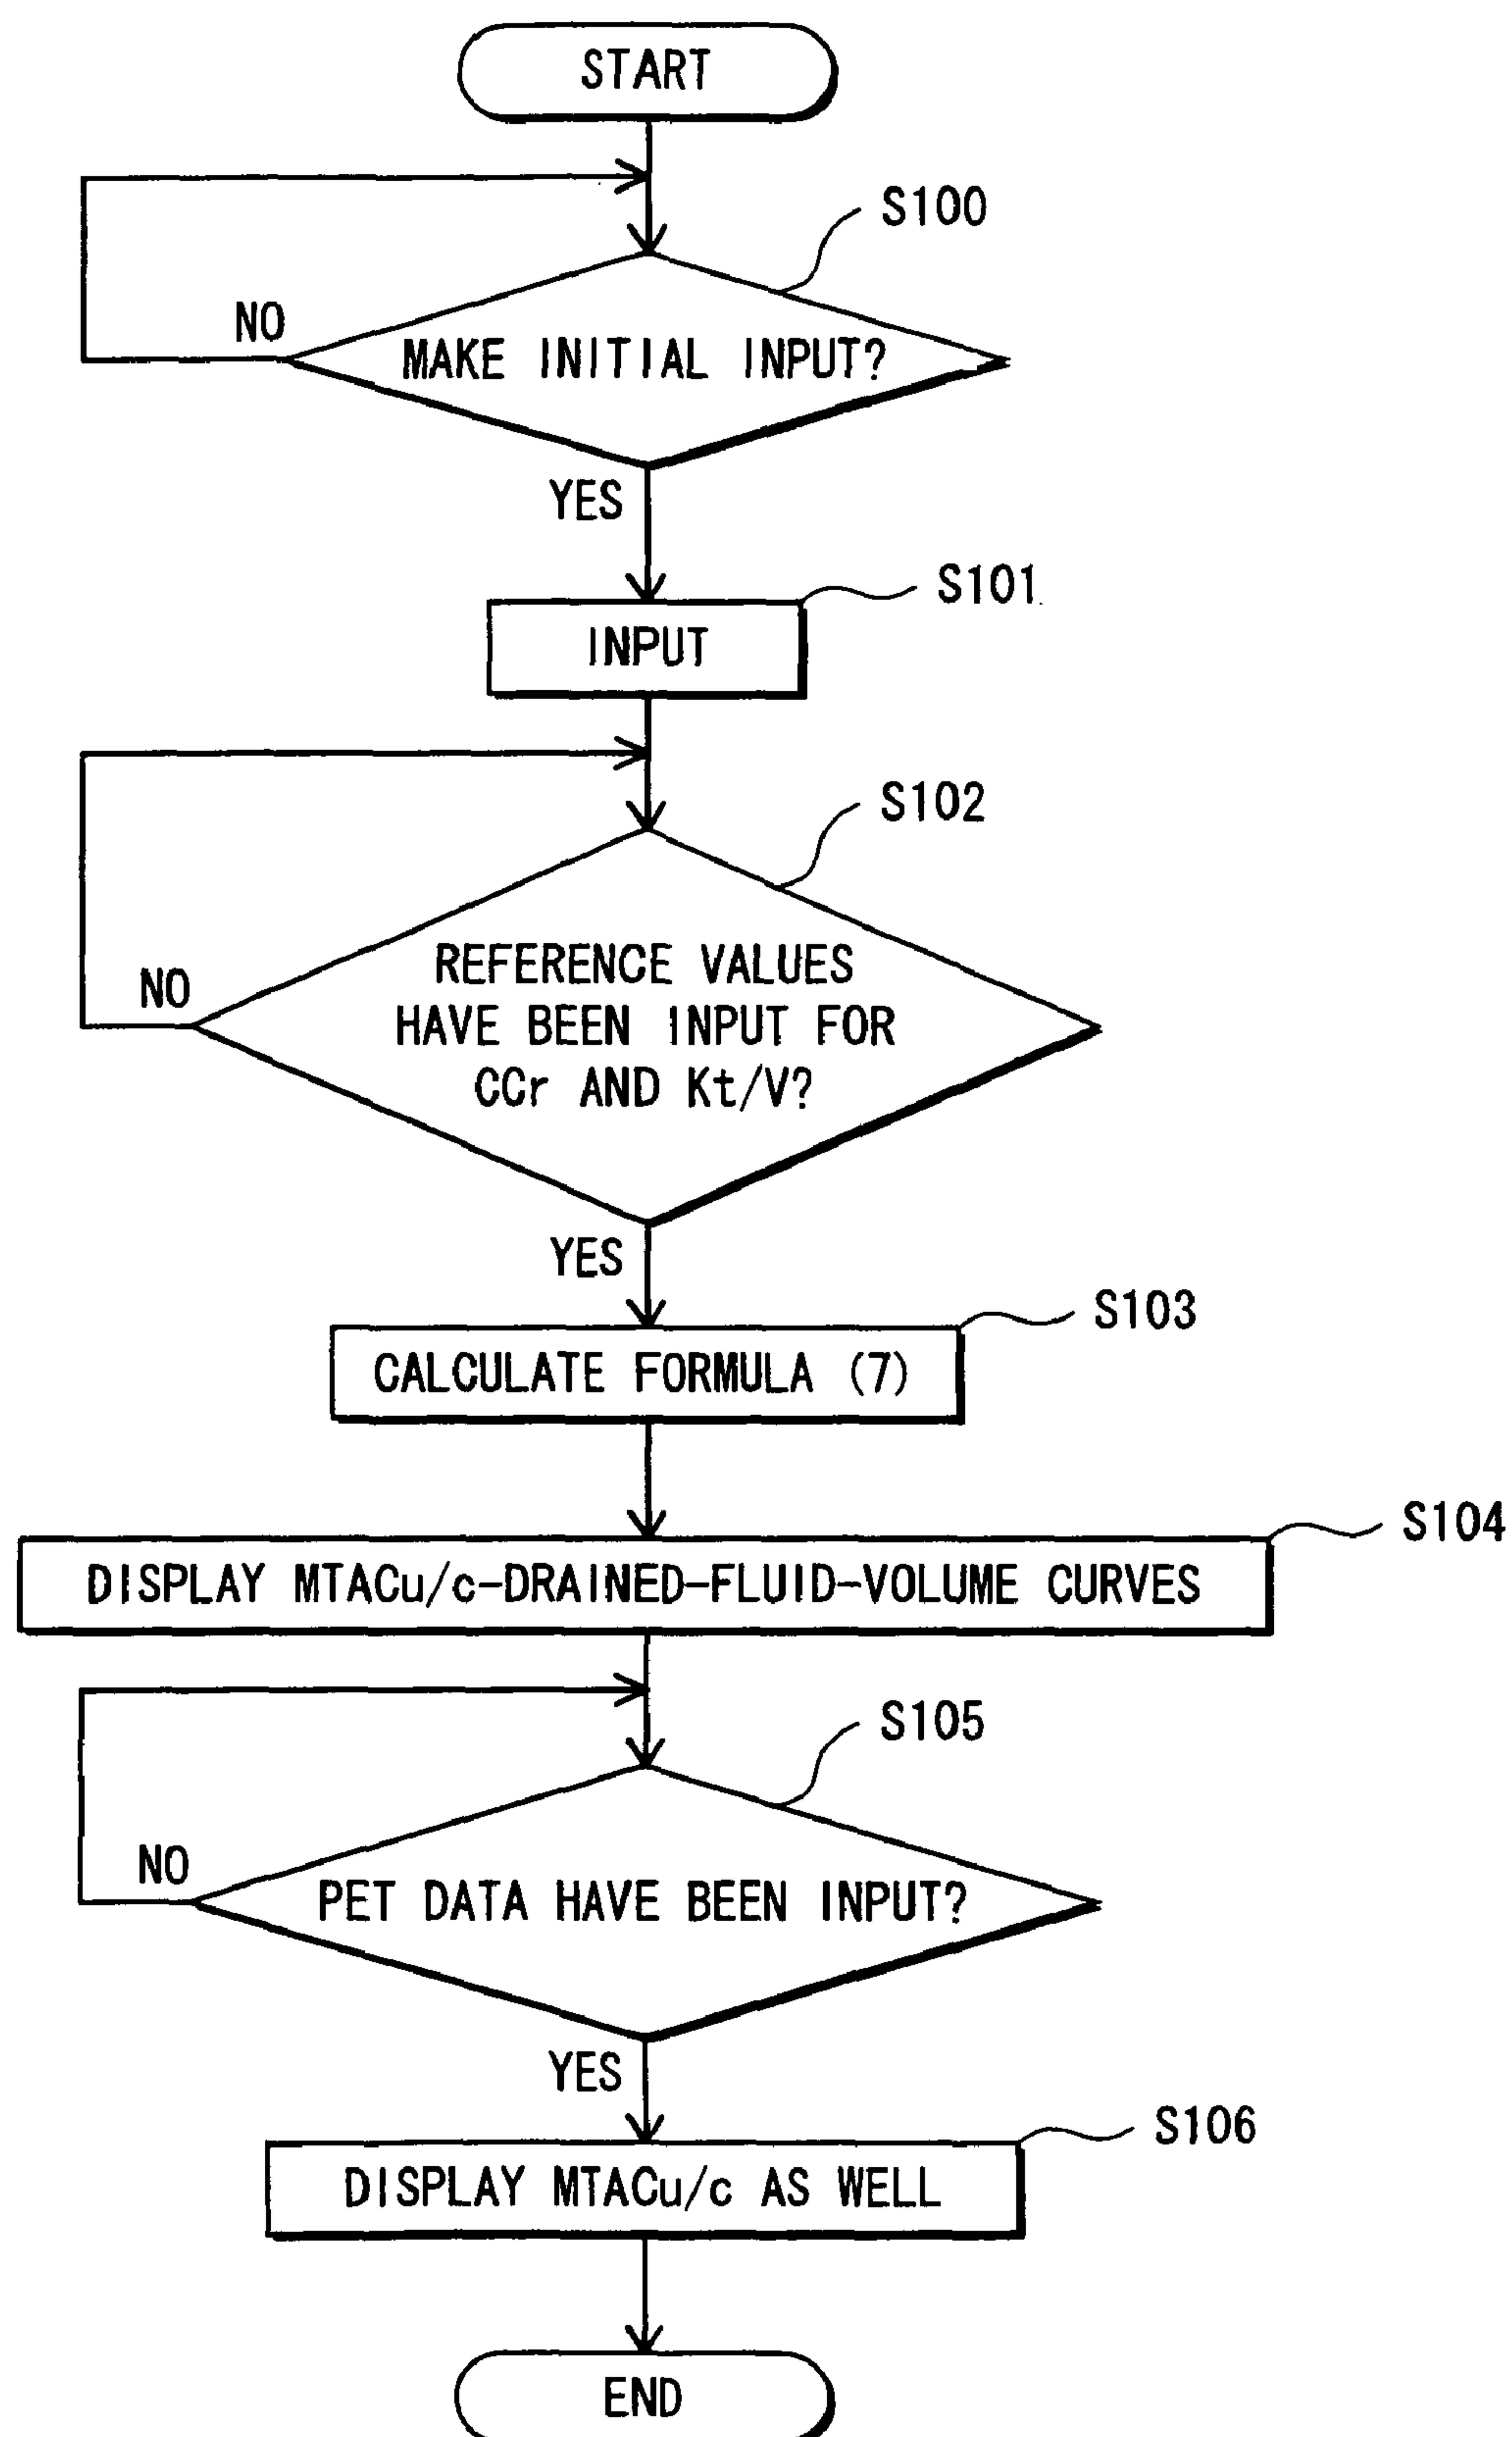 START
S100
NO
MAKE INITIAL INPUT?
YES
S101
INPUT
S102
REFERENCE VALUES
NO
HAVE BEEN INPUT FOR
CCr AND Kt/V?
YES
S103
CALCULATE FORMULA (7)
S104
DISPLAY MTACu/c-DRAINED-FLUID-VOLUME CURVES
S105
NO
PET DATA HAVE BEEN INPUT?
YES
S106
DISPLAY MTACu/c AS WELL
END